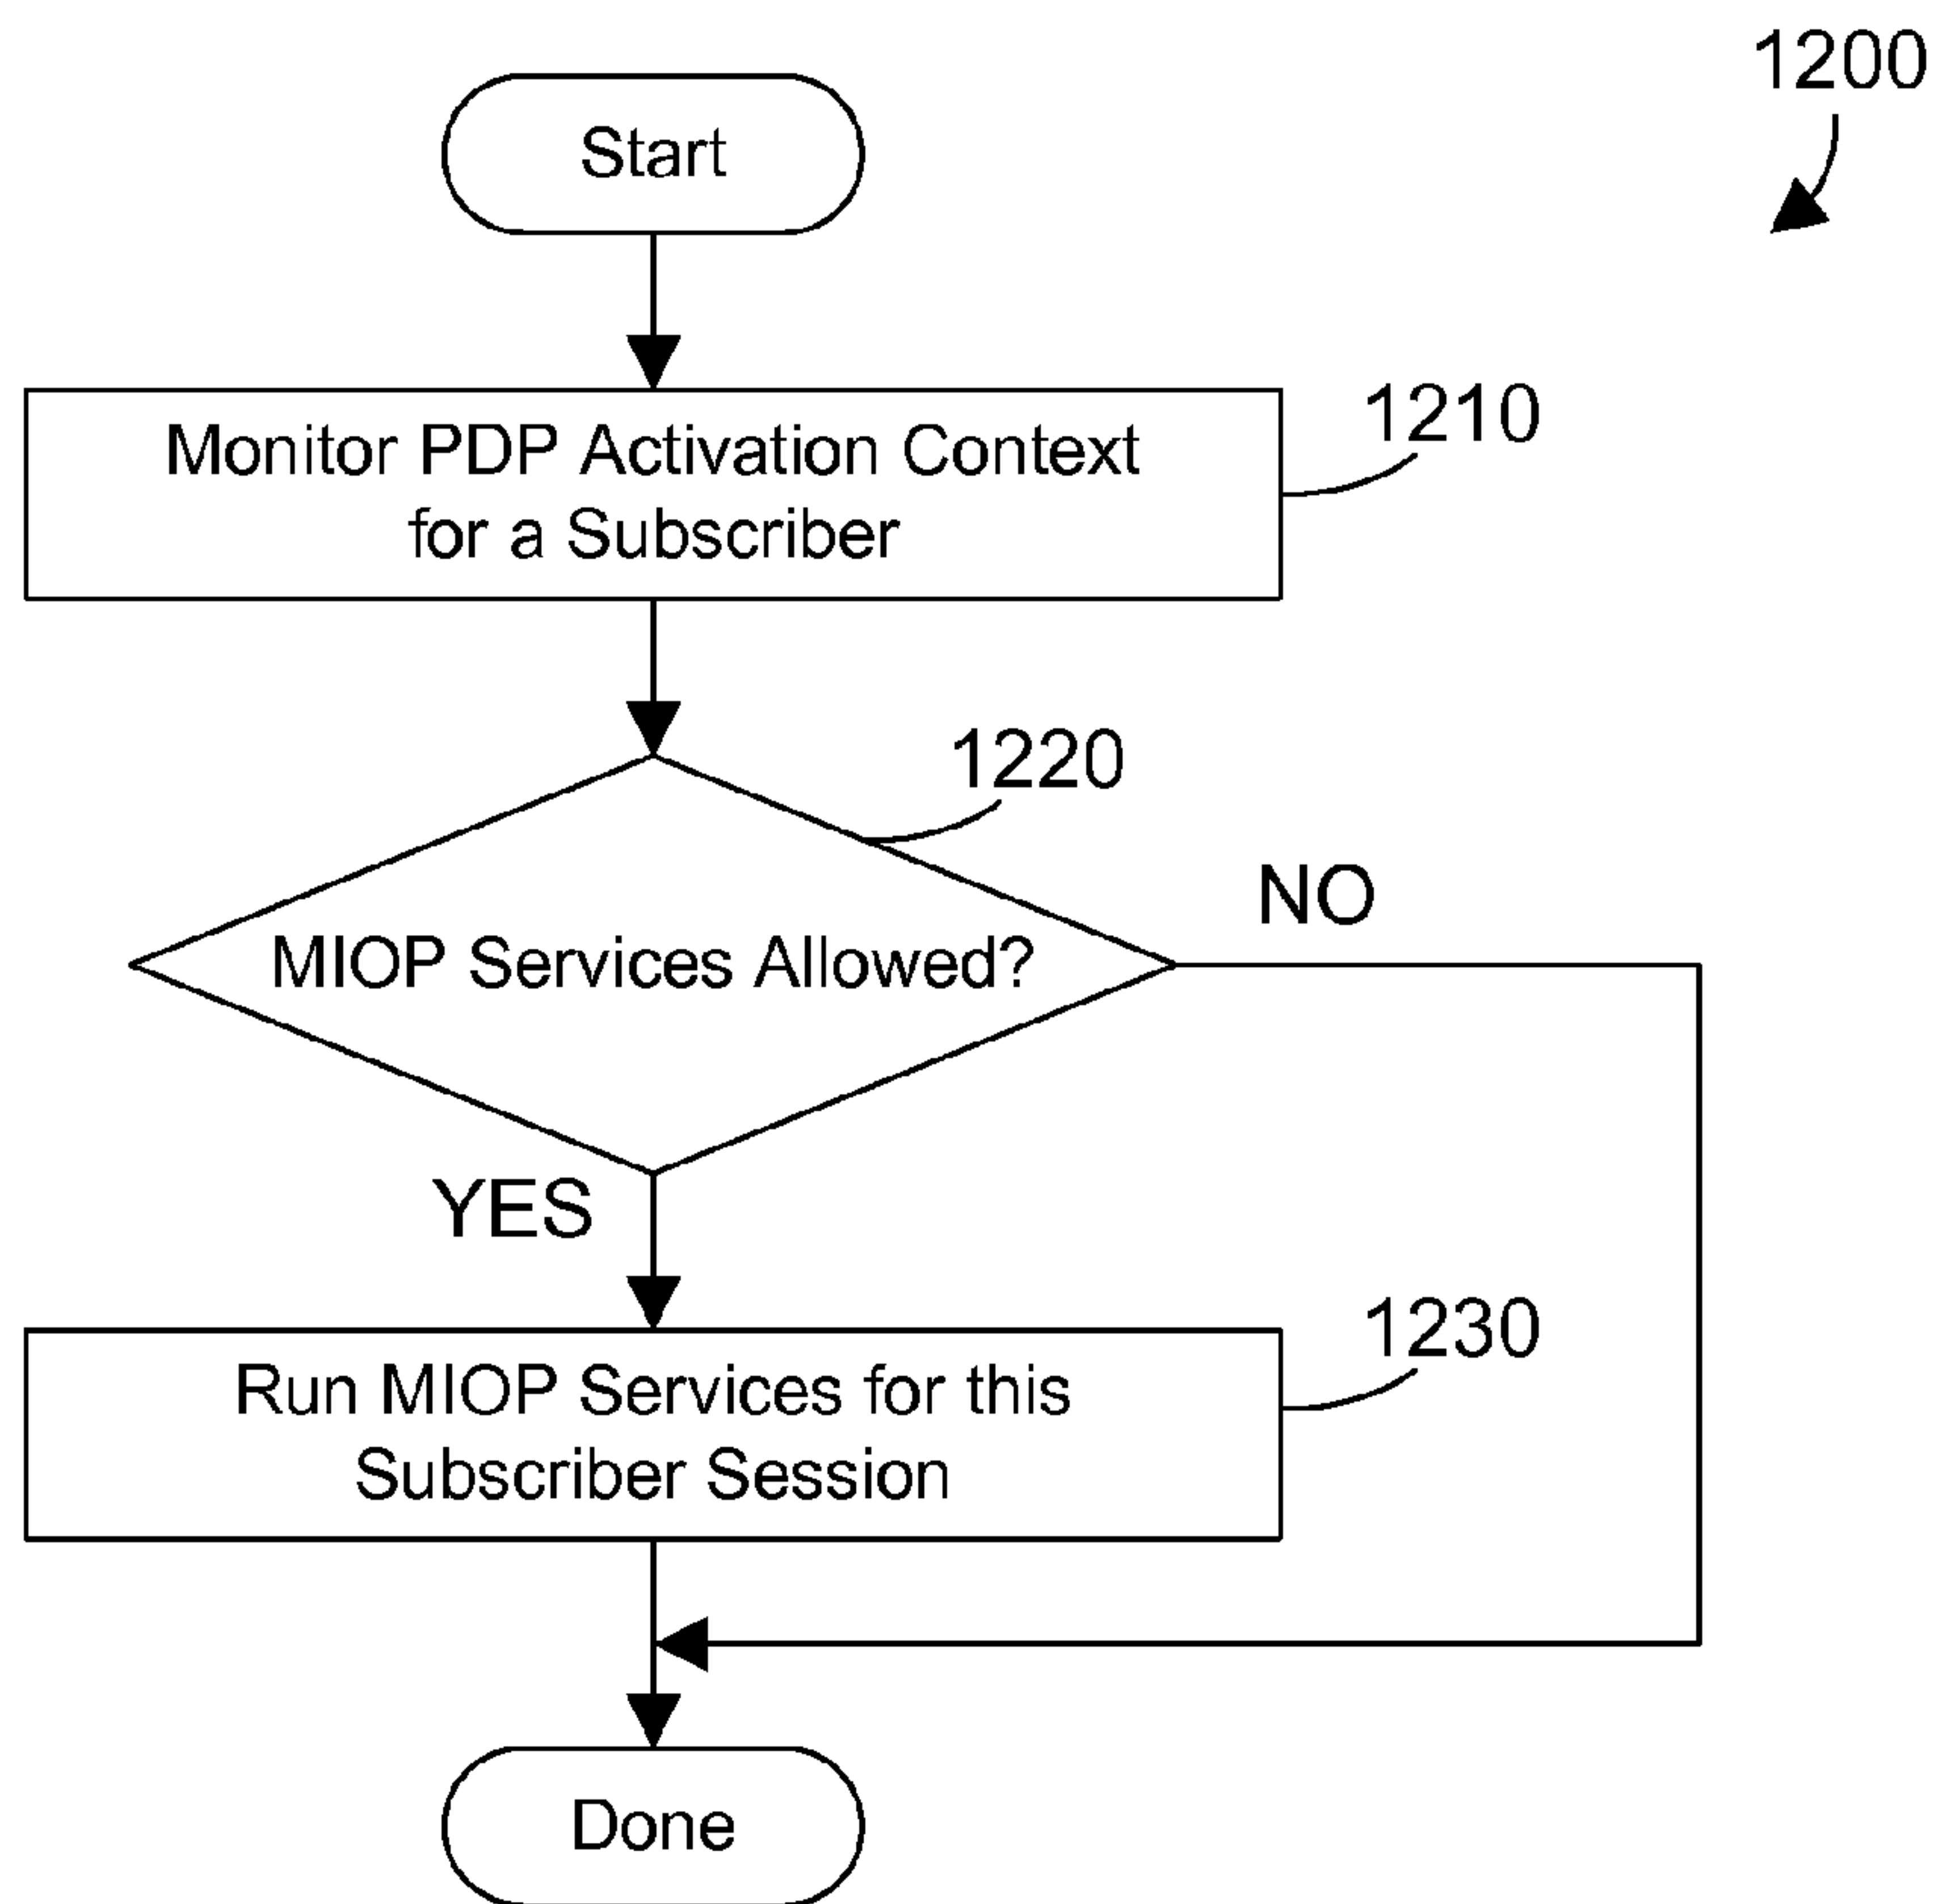 1200
Start
Monitor PDP Activation Context
for a Subscriber
1210
1220
MIOP Services Allowed?
NO
YES
Run MIOP Services for this
Subscriber Session
1230
Done